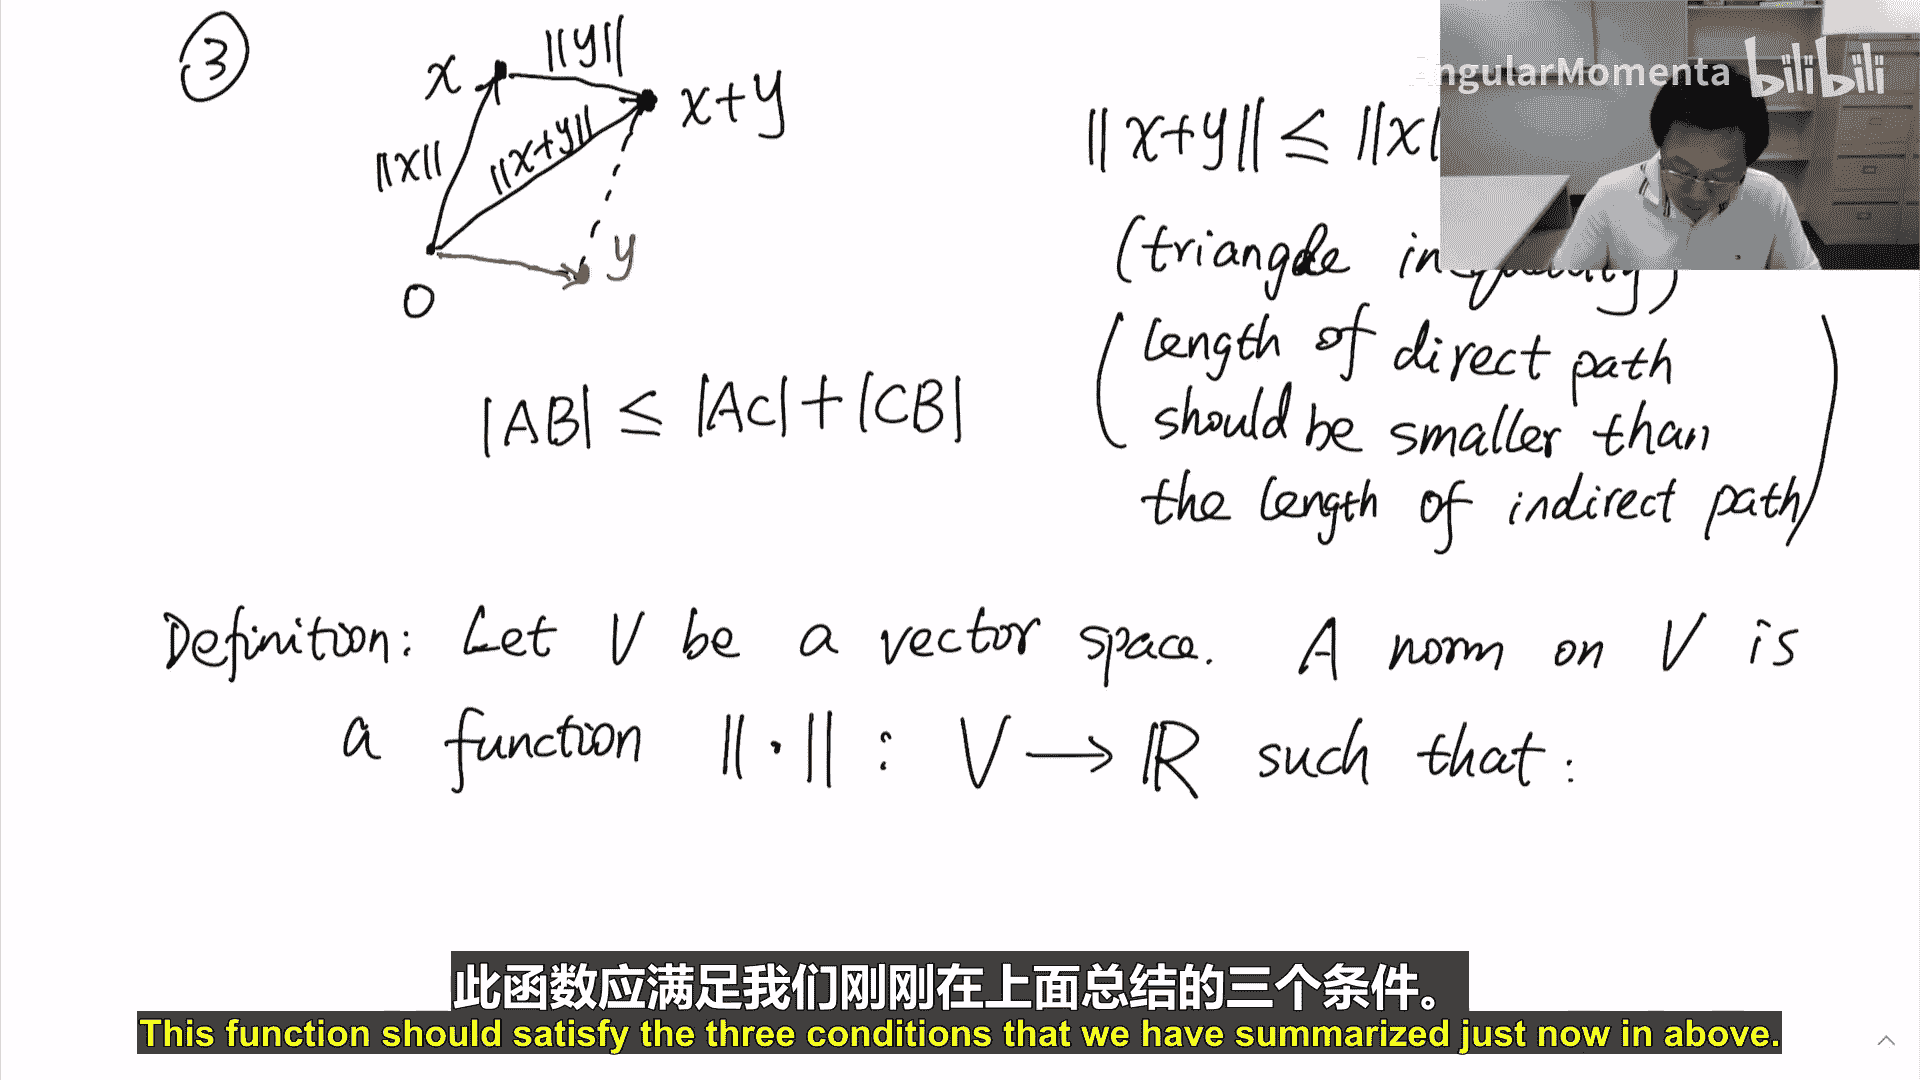 ③
x
‖y‖
x+y
‖x‖
‖x+y‖
y
0
‖x+y‖ ≤ ‖x
(triangle inequality)
(length of direct path
should be smaller than
the length of indirect path)
|AB| ≤ |AC|+|CB|
Definition: Let V be a vector space. A norm on V is
a function ‖·‖ : V → ℝ such that:
ngularMomenta bilibili
此函数应满足我们刚刚在上面总结的三个条件。
This function should satisfy the three conditions that we have summarized just now in above.